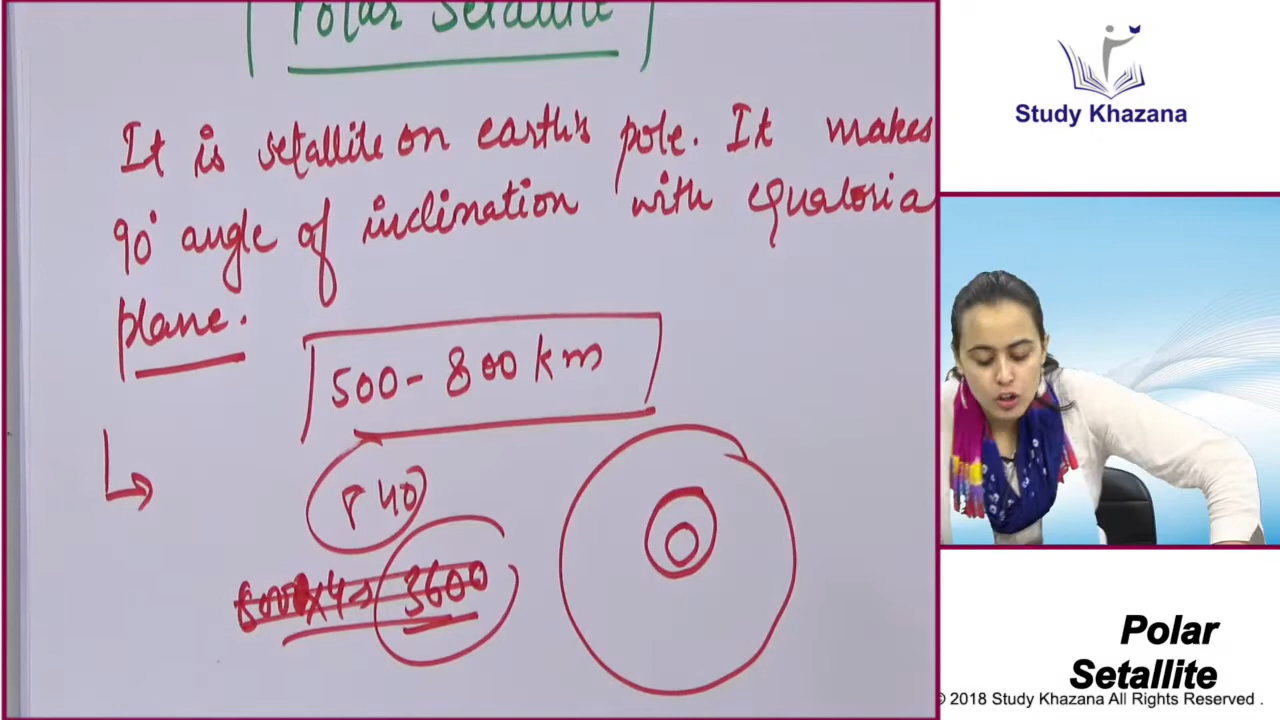 Polar Setallite
It is setallite on earth's pole. It makes
90° angle of inclination with equatoria
plane.
500 - 800 km
r 40
3600
Study Khazana
Polar
Setallite
© 2018 Study Khazana All Rights Reserved .